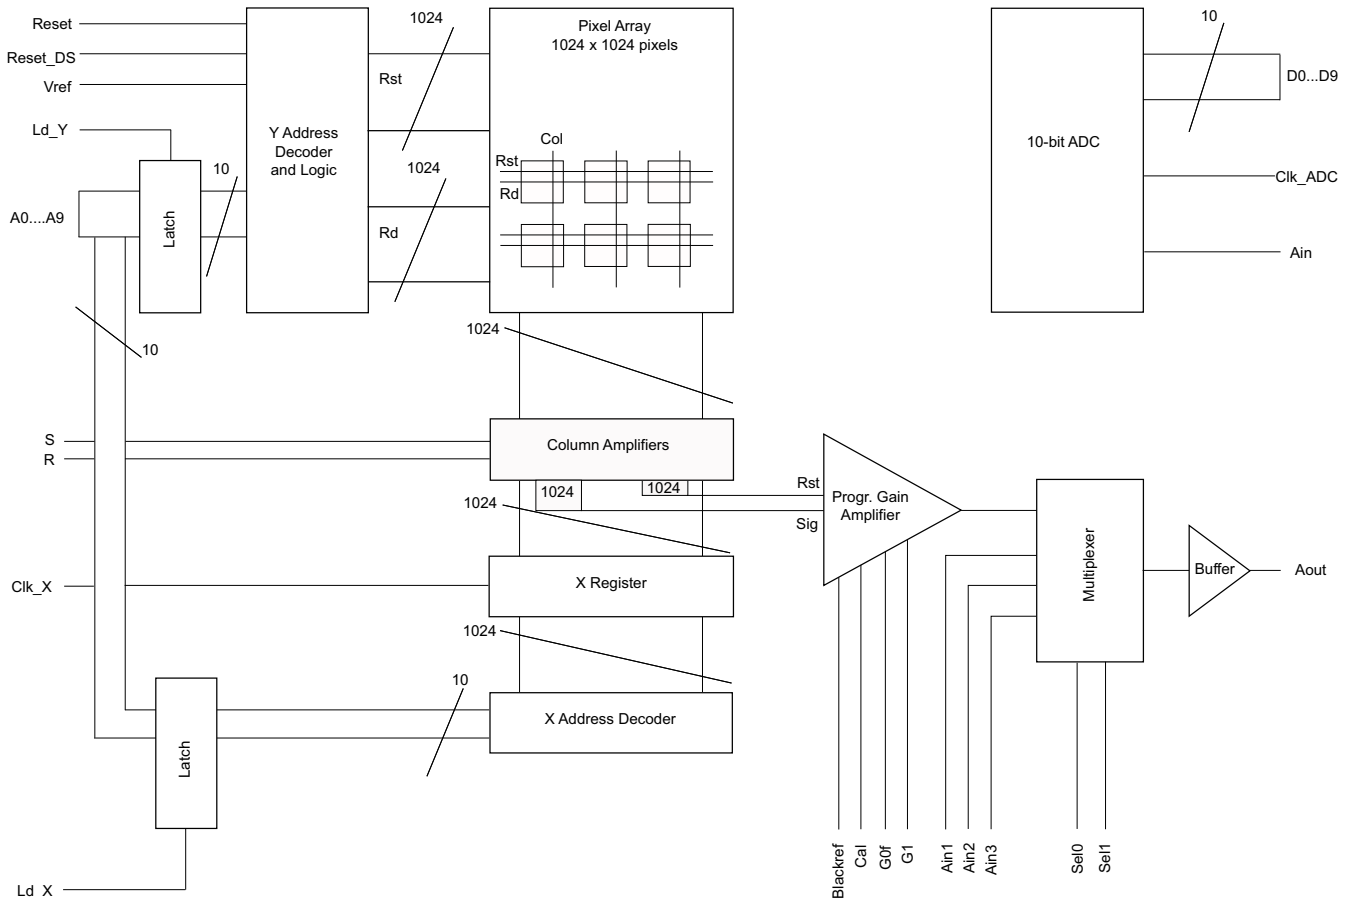 Reset
Reset_DS
Vref
Ld_Y
A0....A9
Latch
10
10
Y Address
Decoder
and Logic
1024
Rst
1024
Rd
Pixel Array
1024 x 1024 pixels
Col
Rst
Rd
10-bit ADC
10
D0...D9
Clk_ADC
Ain
1024
S
R
Column Amplifiers
1024
1024
1024
Rst
Sig
Progr. Gain
Amplifier
Multiplexer
Buffer
Aout
Clk_X
X Register
1024
10
X Address Decoder
Latch
Ld_X
Blackref
Cal
G0f
G1
Ain1
Ain2
Ain3
Sel0
Sel1